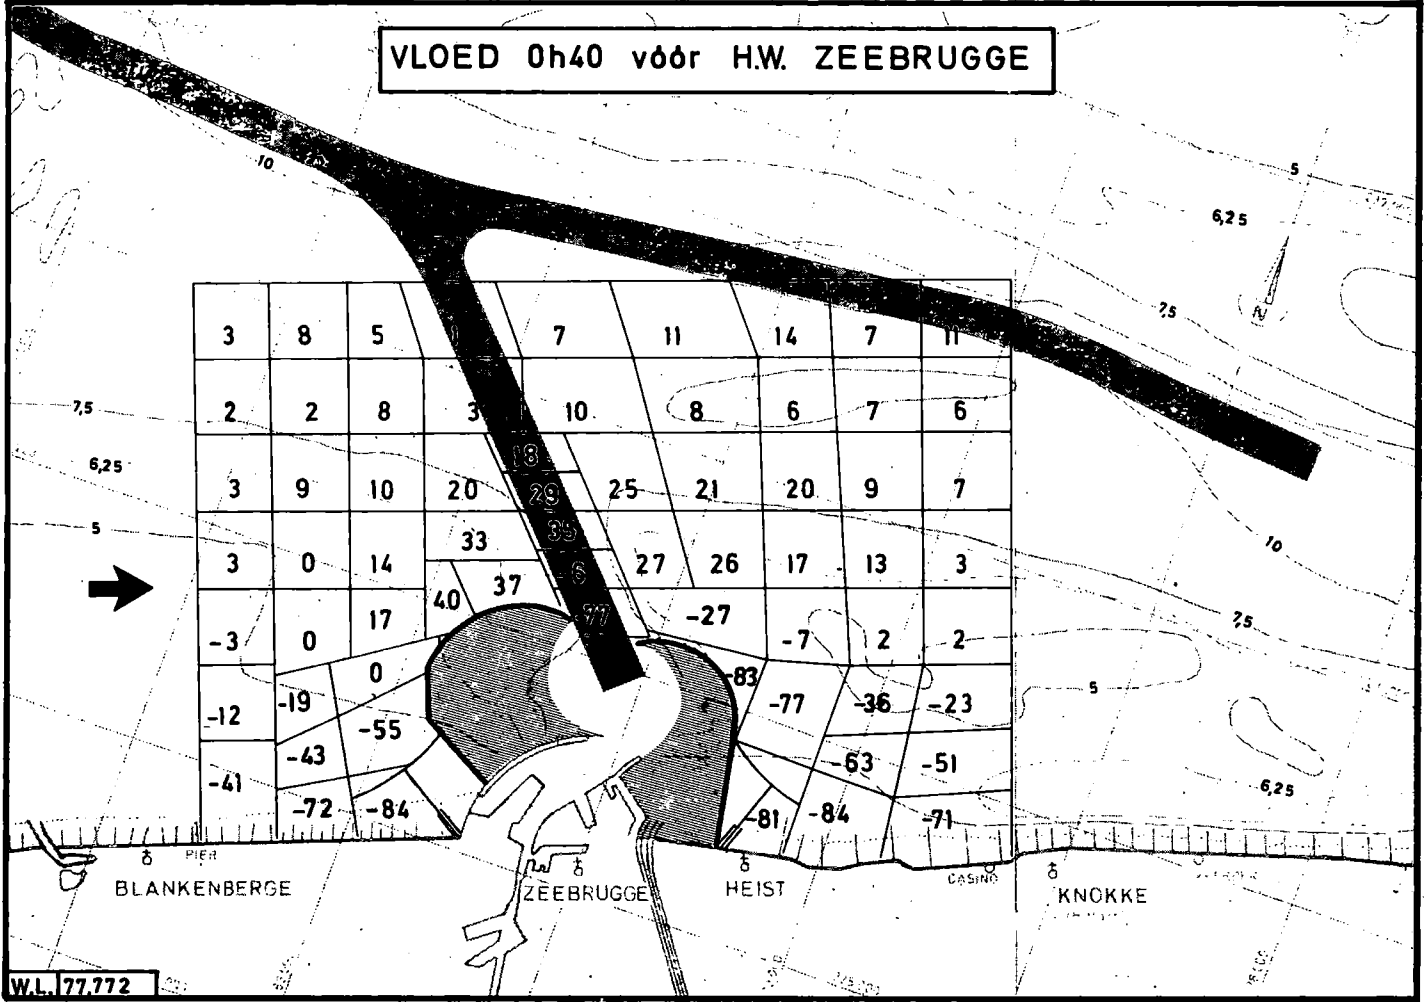 VLOED 0h40 vóór H.W. ZEEBRUGGE
10
5
6,25
7,5
3 8 5 7 11 14 7 11
7,5
2 2 8 3 10 8 6 7 6
18
6,25
3 9 10 20 29 25 21 20 9 7
5
33 35
10
3 0 14 6 27 26 17 13 3
40 37
-3 0 17 -77 -27 -7 2 2
7,5
0 -83
5
-12 -19 -55 -77 -36 -23
-41 -43 -63 -51
6,25
-72 -84 -81 -84 -71
PIER
BLANKENBERGE ZEEBRUGGE HEIST CASINO KNOKKE
W.L. 77.772